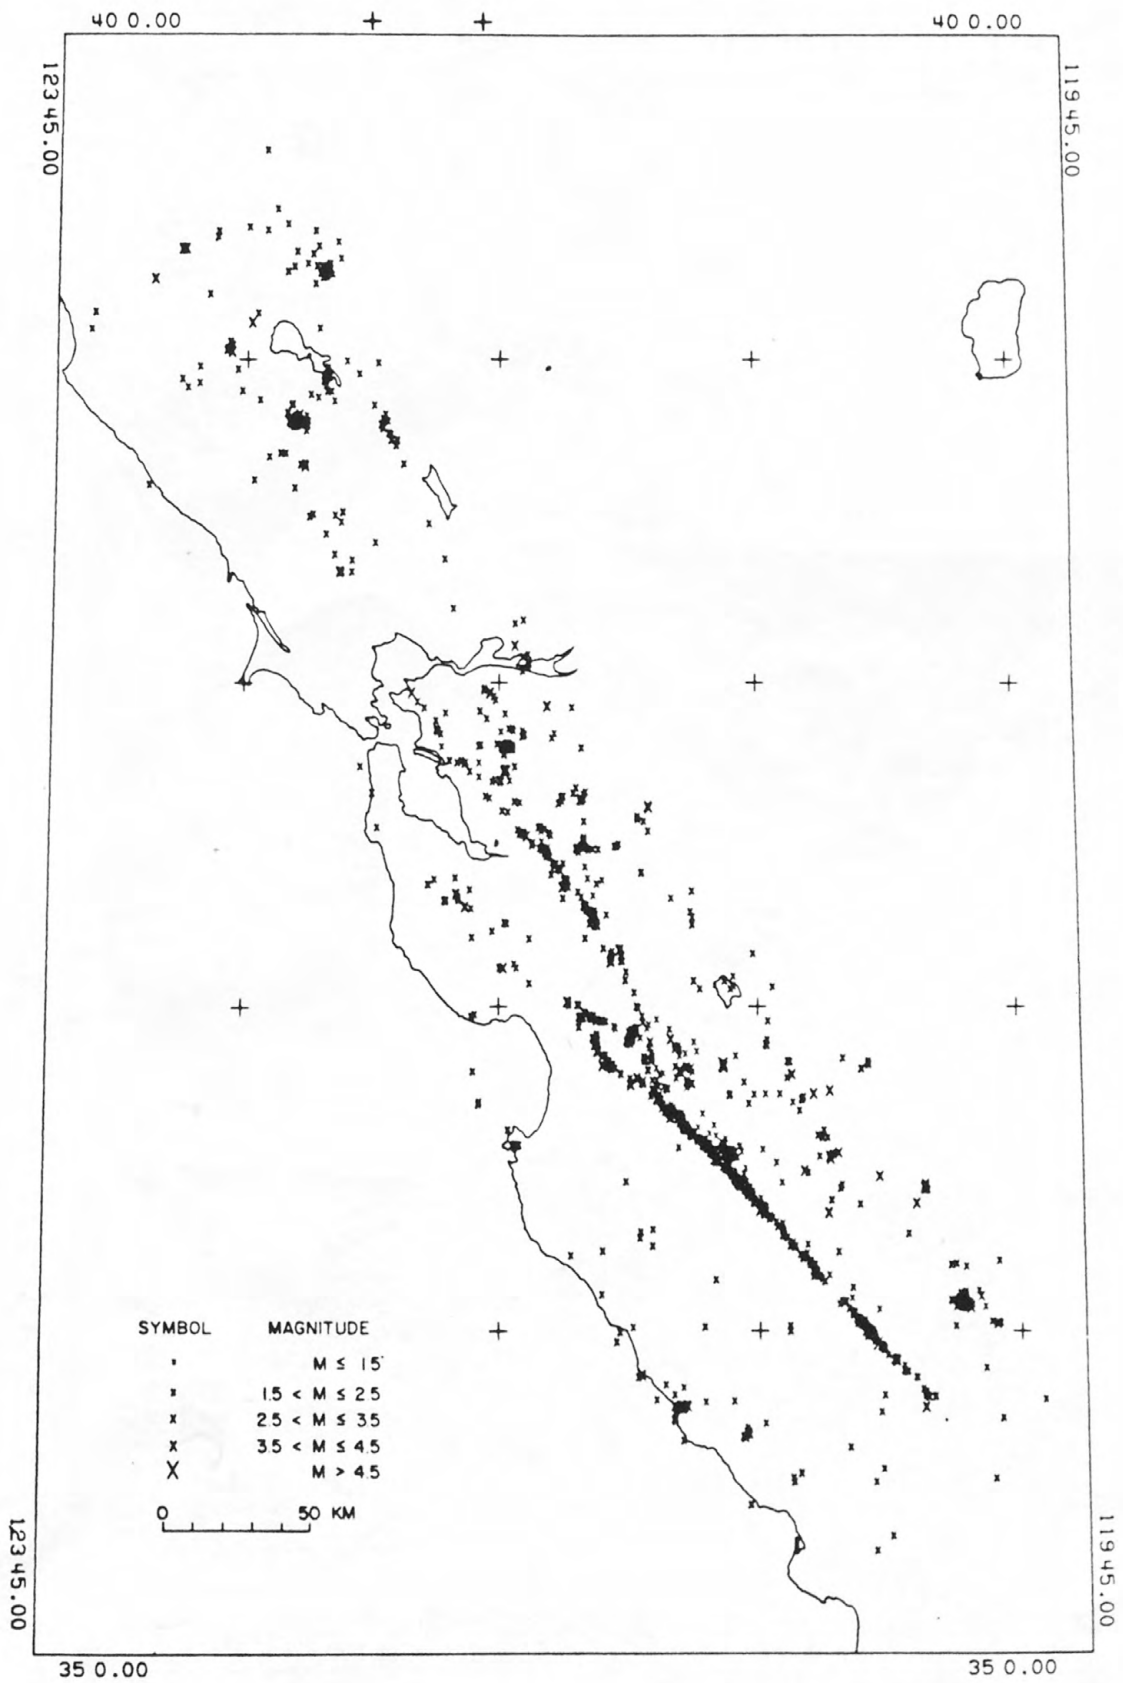 40 0.00
40 0.00
123 45.00
119 45.00
SYMBOL MAGNITUDE
M ≤ 1.5
1.5 < M ≤ 2.5
2.5 < M ≤ 3.5
3.5 < M ≤ 4.5
M > 4.5
0 50 KM
123 45.00
119 45.00
35 0.00
35 0.00